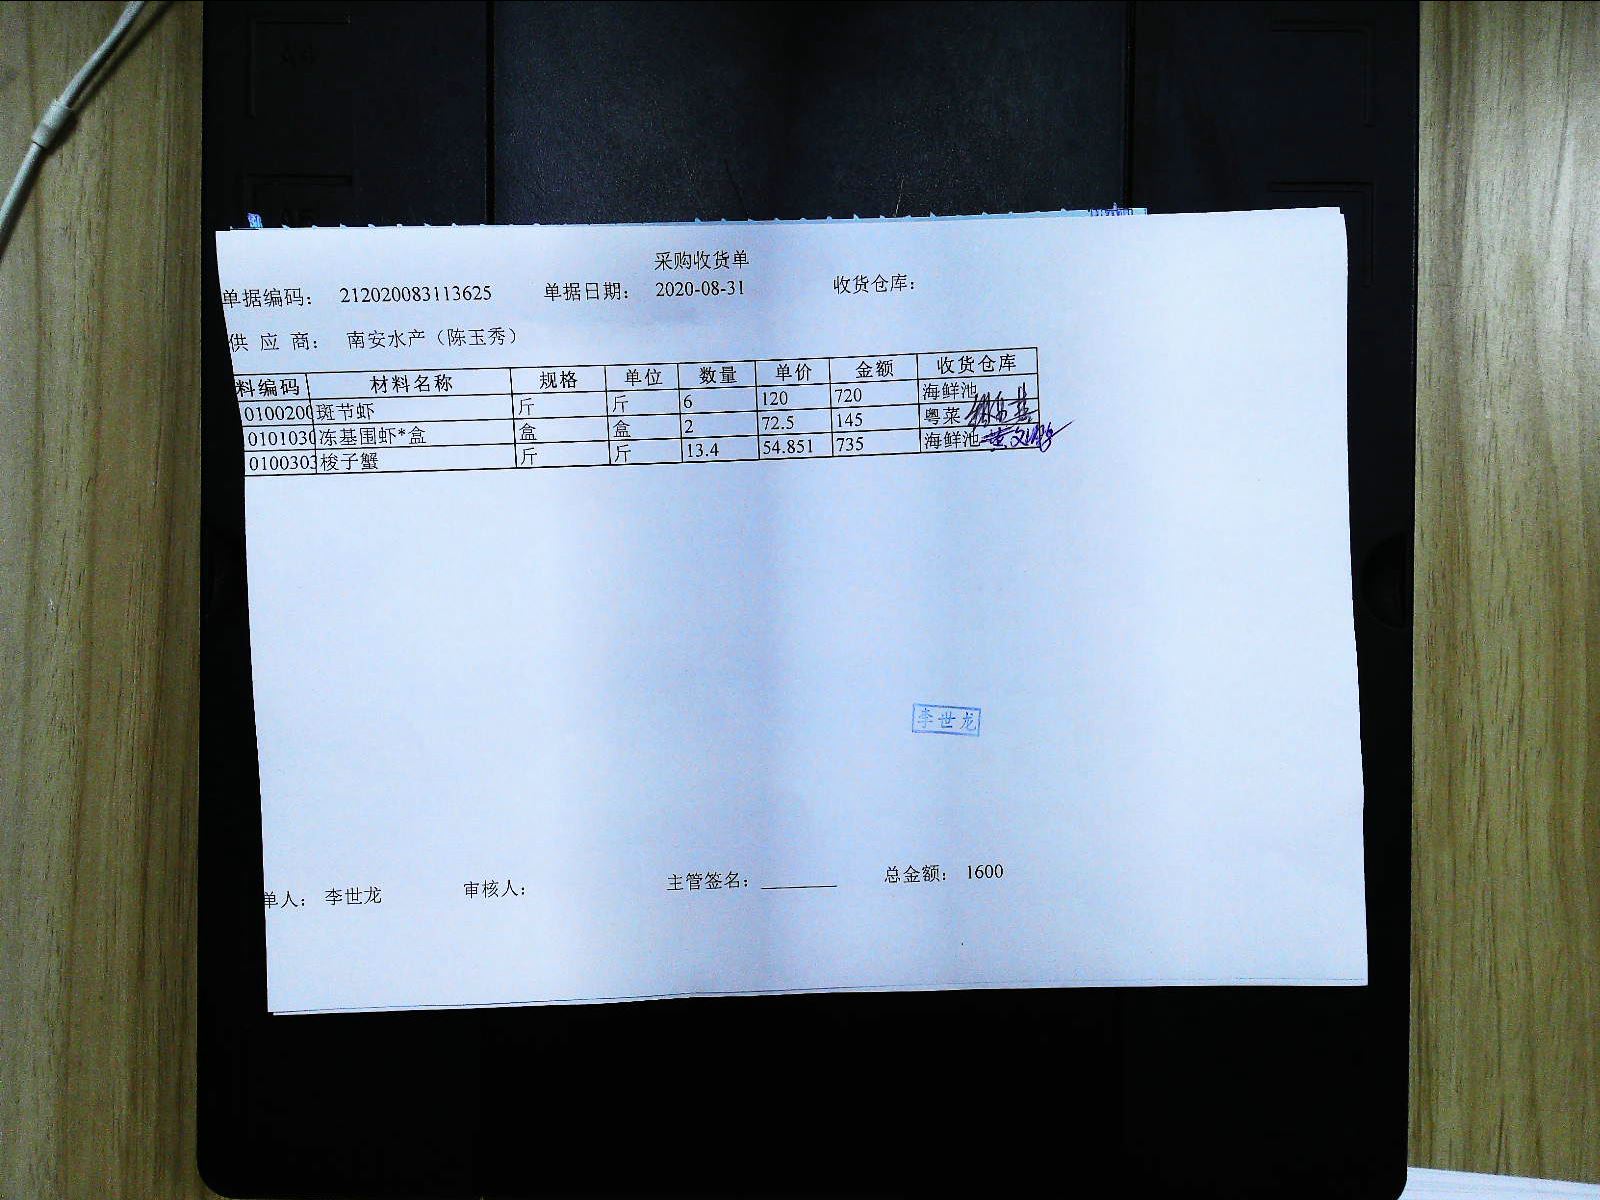 采购收货单
单据编码： 212020083113625 单据日期： 2020-08-31 收货仓库：
供 应 商： 南安水产（陈玉秀）
料编码 材料名称 规格 单位 数量 单价 金额 收货仓库
0100200 斑节虾 斤 斤 6 120 720 海鲜池
0101030 冻基围虾*盒 盒 盒 2 72.5 145 粤菜
0100303 梭子蟹 斤 斤 13.4 54.851 735 海鲜池
李世龙
单人： 李世龙 审核人： 主管签名： 总金额： 1600